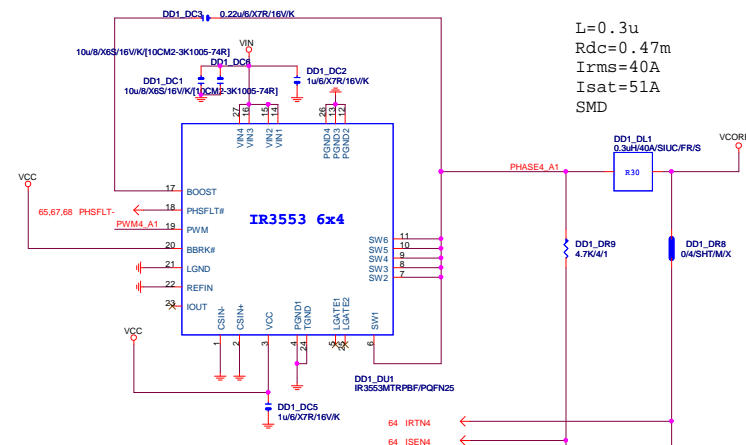 DD1_DC3
0.22u/6/X7R/16V/K
L=0.3u
Rdc=0.47m
Irms=40A
Isat=51A
SMD
VIN
10u/8/X6S/16V/K/[10CM2-3K1005-74R]
DD1_DC6
DD1_DC1
10u/8/X6S/16V/K/[10CM2-3K1005-74R]
DD1_DC2
1u/6/X7R/16V/K
27
16
15
14
26
13
12
VIN4
VIN3
VIN2
VIN1
PGND4
PGND3
PGND2
DD1_DL1
0.3uH/40A/SIUC/FR/S
VCORE
PHASE4_A1
R30
VCC
17
BOOST
65,67,68 PHSFLT-
18
PHSFLT#
PWM4_A1
19
PWM
20
BBRK#
21
LGND
22
REFIN
23
IOUT
IR3553 6x4
SW6
11
SW5
10
SW4
9
SW3
8
SW2
7
DD1_DR9
4.7K/4/1
DD1_DR8
0/4/SHT/M/X
CSIN-
CSIN+
VCC
PGND1
TGND
LGATE1
LGATE2
SW1
1
2
3
4
24
5
25
6
VCC
DD1_DU1
IR3553MTRPBF/PQFN25
DD1_DC5
1u/6/X7R/16V/K
64 IRTN4
64 ISEN4